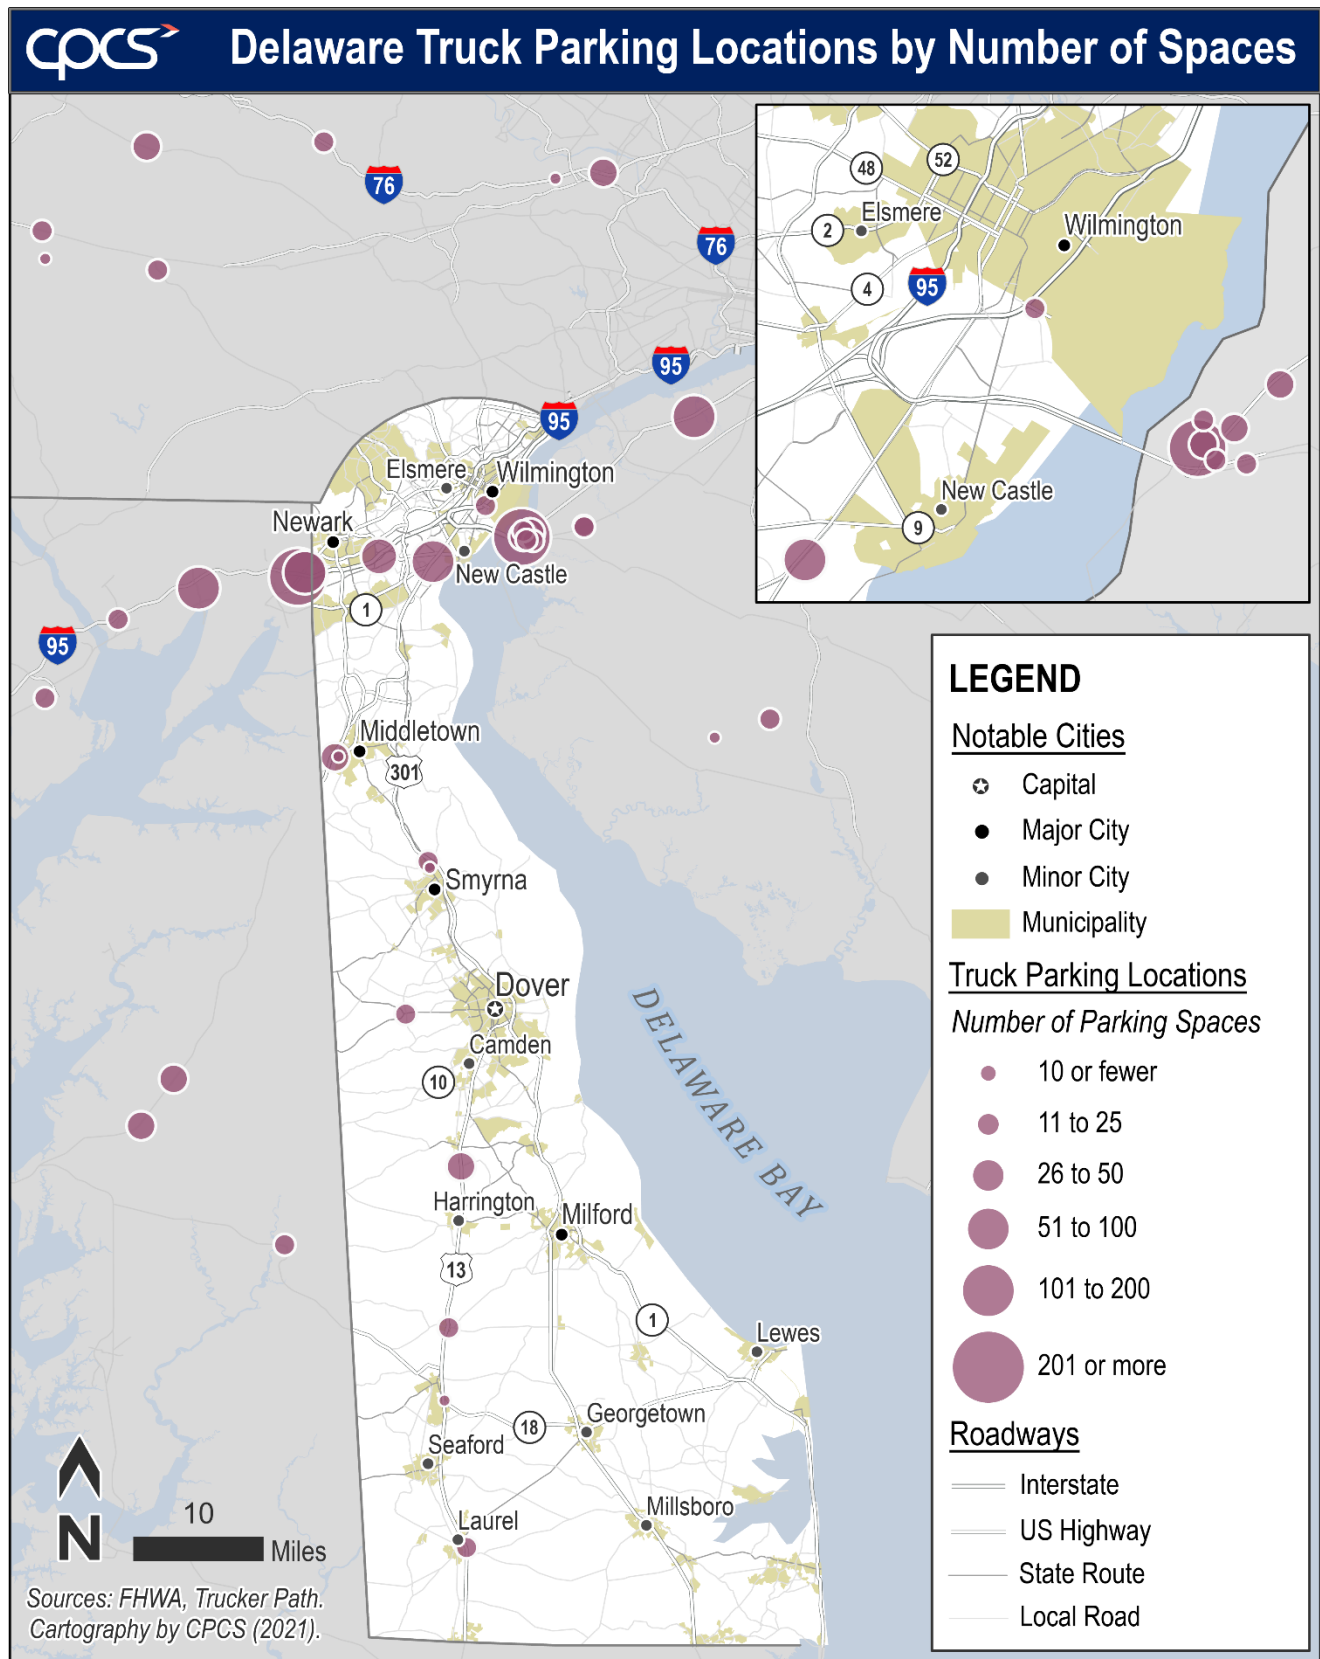 cpcs
Delaware Truck Parking Locations by Number of Spaces
76
76
95
95
Elsmere
Wilmington
Newark
New Castle
1
95
Middletown
301
Smyrna
Dover
Camden
10
Harrington
Milford
13
1
Lewes
Georgetown
18
Seaford
Millsboro
Laurel
DELAWARE BAY
48
52
Elsmere
2
Wilmington
4
95
New Castle
9
LEGEND
Notable Cities
Capital
Major City
Minor City
Municipality
Truck Parking Locations
Number of Parking Spaces
10 or fewer
11 to 25
26 to 50
51 to 100
101 to 200
201 or more
Roadways
Interstate
US Highway
State Route
Local Road
N
10
Miles
Sources: FHWA, Trucker Path.
Cartography by CPCS (2021).